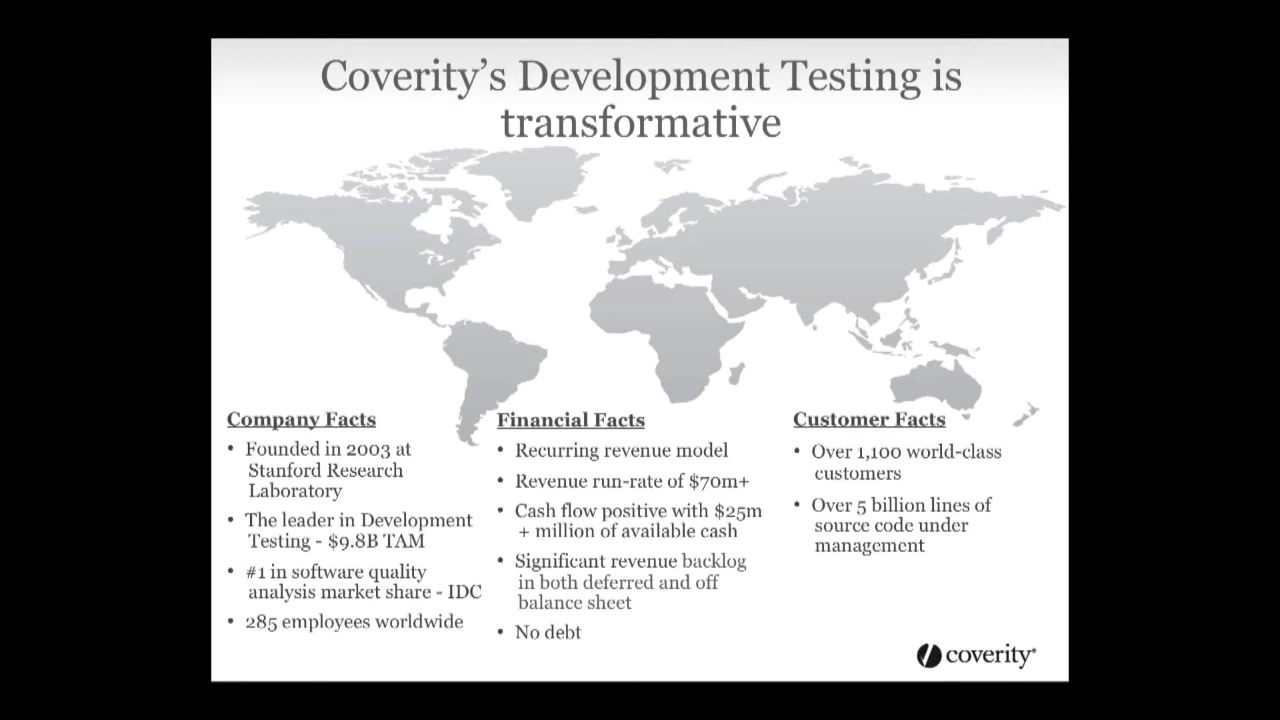 Coverity's Development Testing is
transformative
Company Facts
• Founded in 2003 at
Stanford Research
Laboratory
• The leader in Development
Testing - $9.8B TAM
• #1 in software quality
analysis market share - IDC
• 285 employees worldwide
Financial Facts
• Recurring revenue model
• Revenue run-rate of $70m+
• Cash flow positive with $25m
+ million of available cash
• Significant revenue backlog
in both deferred and off
balance sheet
• No debt
Customer Facts
• Over 1,100 world-class
customers
• Over 5 billion lines of
source code under
management
coverity®